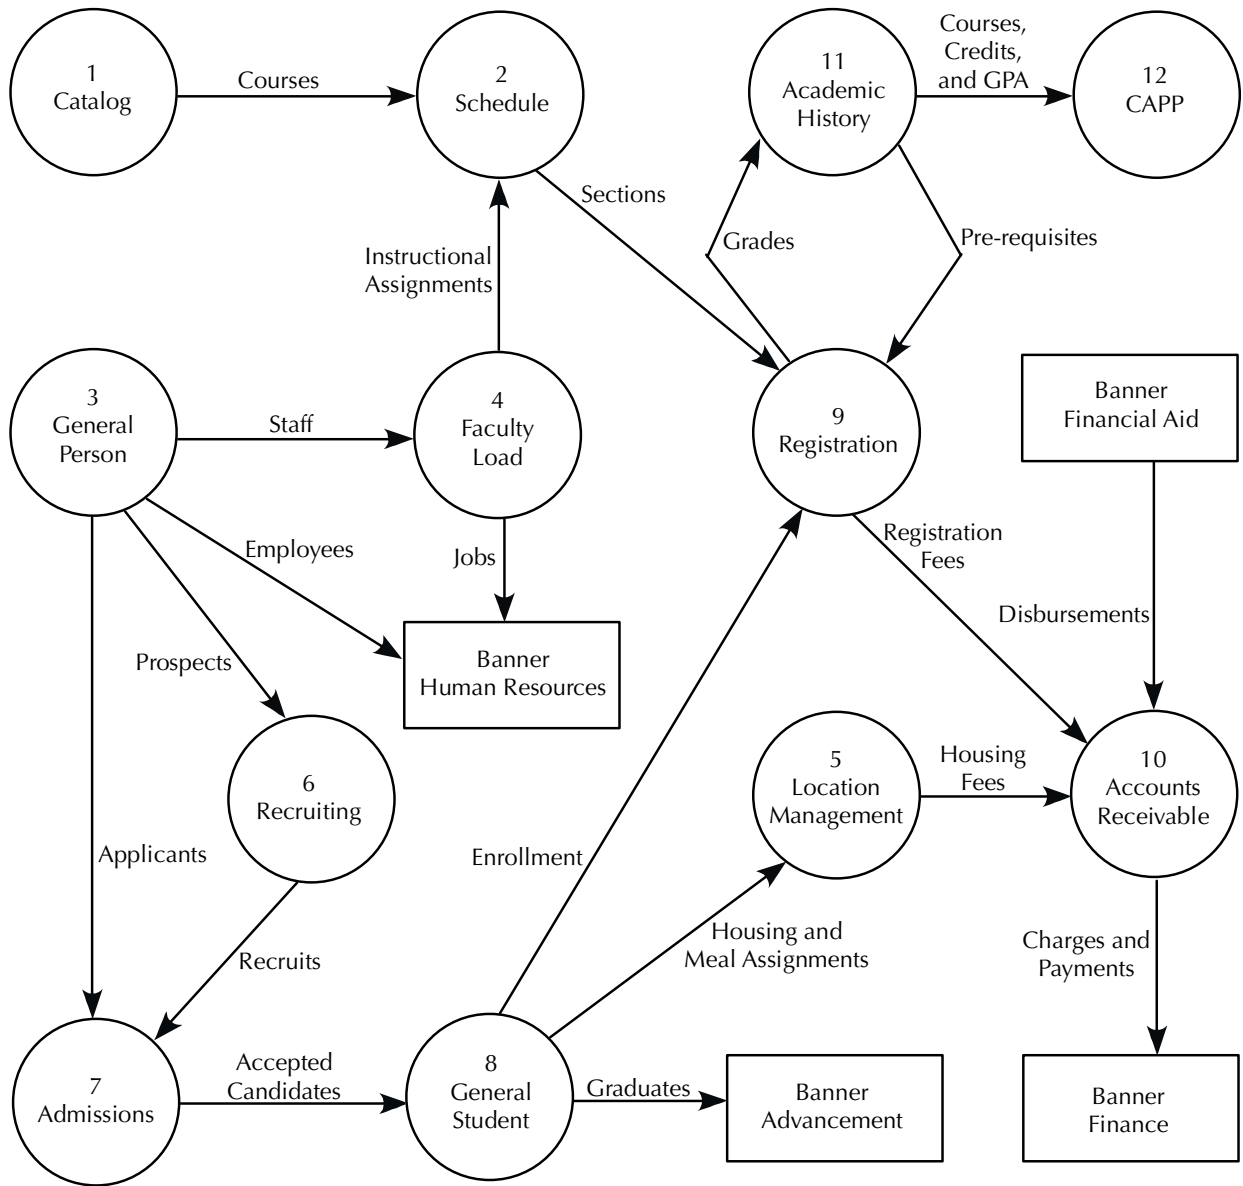 1
Catalog
Courses
2
Schedule
11
Academic
History
Courses,
Credits,
and GPA
12
CAPP
Sections
Grades
Pre-requisites
Instructional
Assignments
3
General
Person
Staff
4
Faculty
Load
9
Registration
Banner
Financial Aid
Employees
Jobs
Registration
Fees
Disbursements
Prospects
Banner
Human Resources
6
Recruiting
5
Location
Management
Housing
Fees
10
Accounts
Receivable
Applicants
Enrollment
Recruits
Housing and
Meal Assignments
Charges and
Payments
7
Admissions
Accepted
Candidates
8
General
Student
Graduates
Banner
Advancement
Banner
Finance